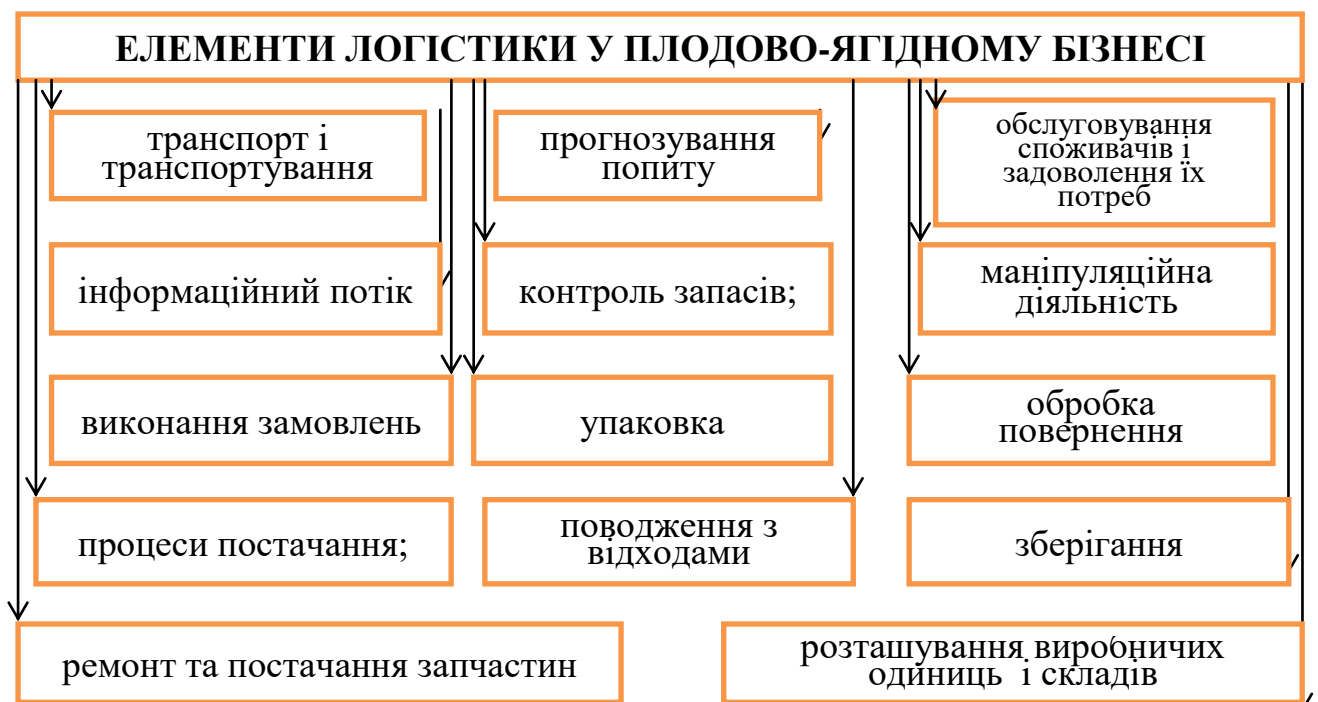 ЕЛЕМЕНТИ ЛОГІСТИКИ У ПЛОДОВО-ЯГІДНОМУ БІЗНЕСІ
транспорт і
транспортування
прогнозування
попиту
обслуговування
споживачів і
задоволення їх
потреб
інформаційний потік
контроль запасів;
маніпуляційна
діяльність
виконання замовлень
упаковка
обробка
повернення
процеси постачання;
поводження з
відходами
зберігання
ремонт та постачання запчастин
розташування виробничих
одиниць і складів